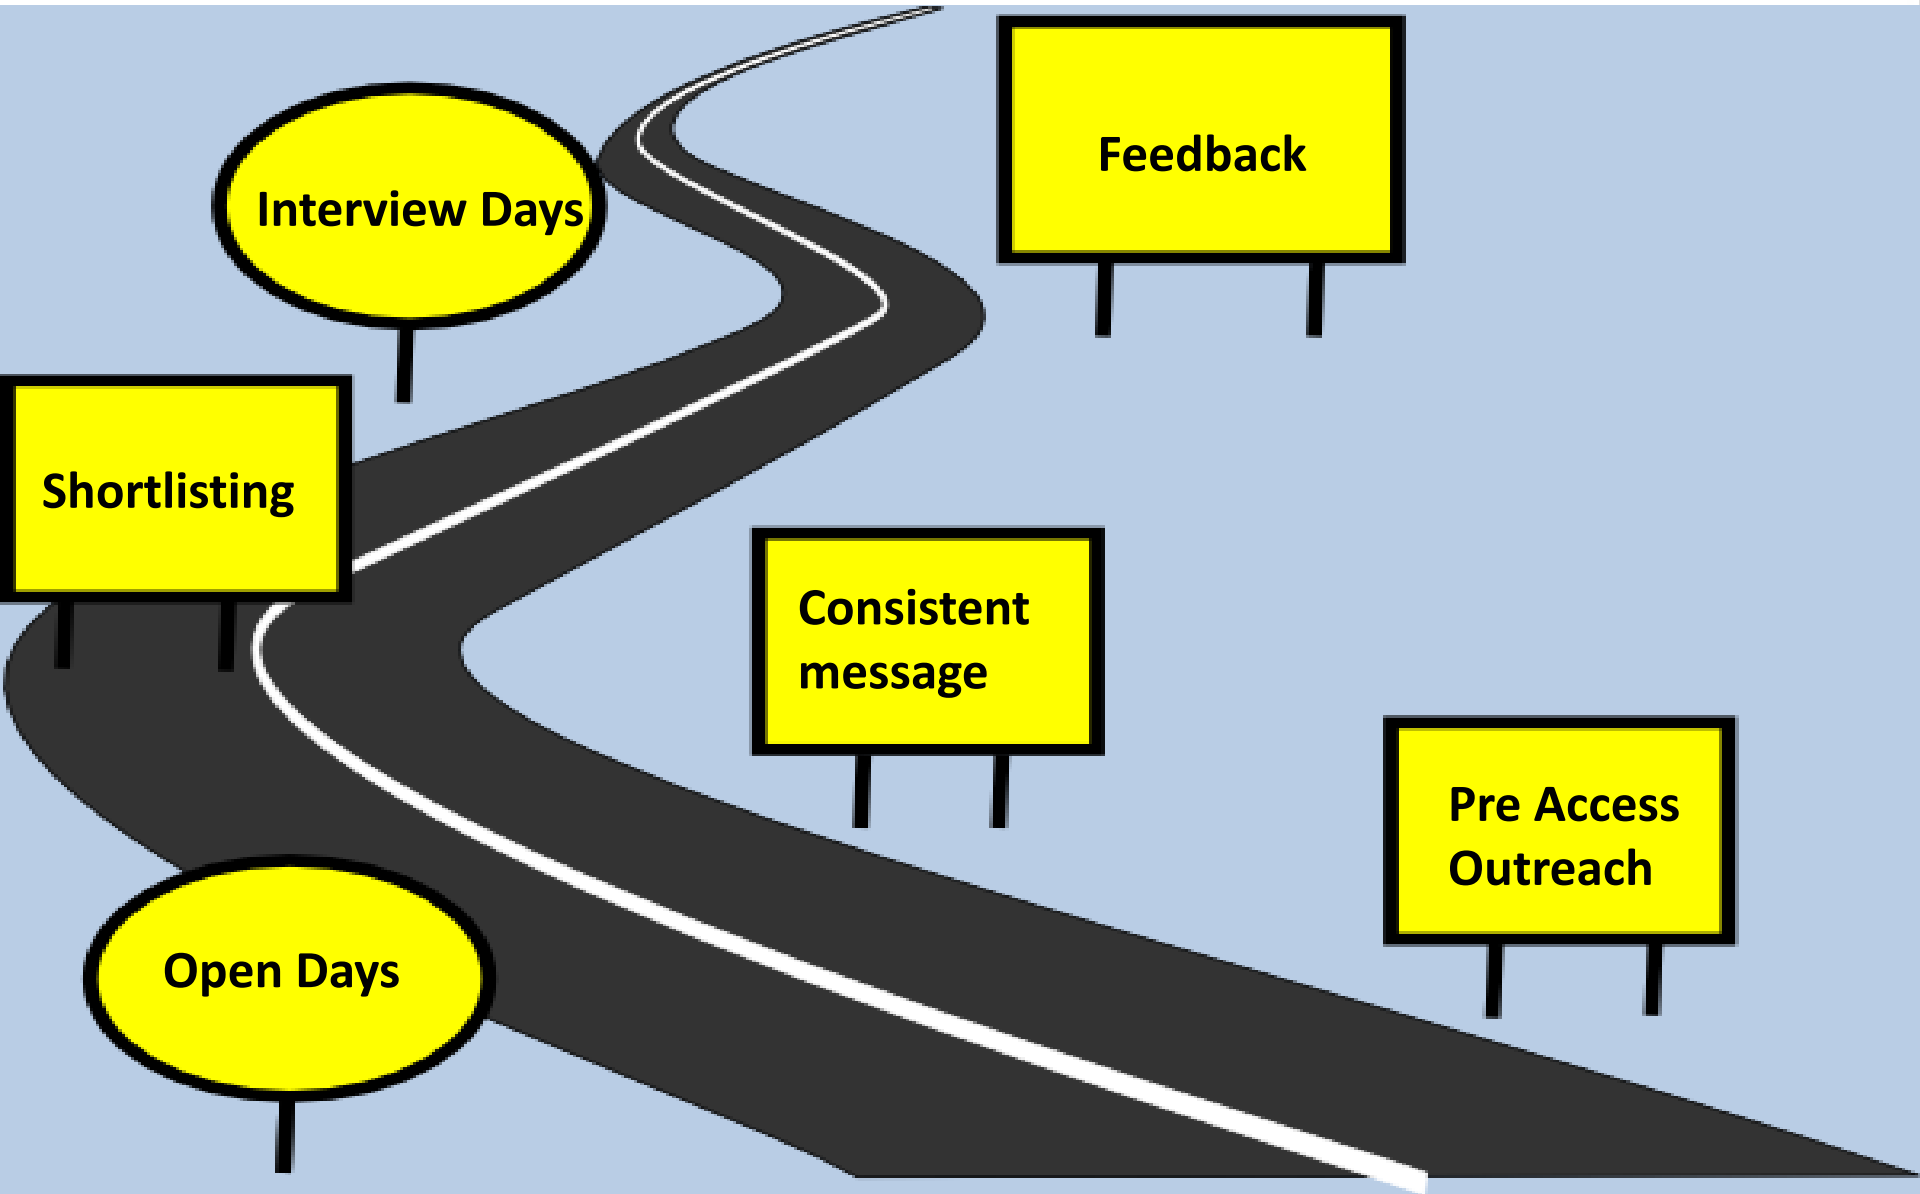 Feedback
Interview Days
Shortlisting
Consistent
message
Pre Access
Outreach
Open Days